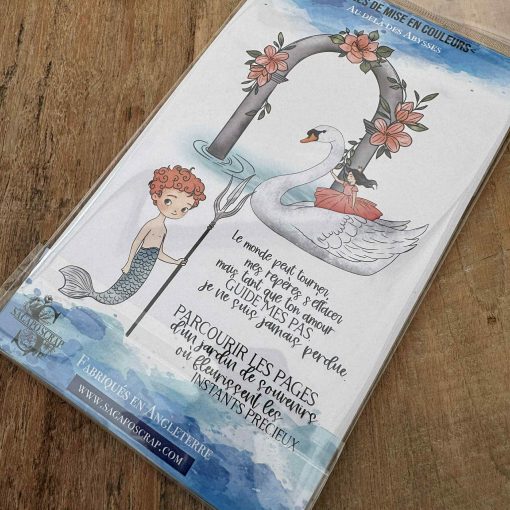 S DE MISE EN COULEURS
AU DELÀ DES ABYSSES
Le monde peut tourner,
mes repères s'effacer
mais tant que ton amour
GUIDE MES PAS
je ne suis jamais perdue.
PARCOURIR LES PAGES
d'un jardin de souvenirs
où fleurissent les
INSTANTS PRÉCIEUX
SACAPOSCRAP
FABRIQUÉS EN ANGLETERRE
WWW.SACAPOSCRAP.COM